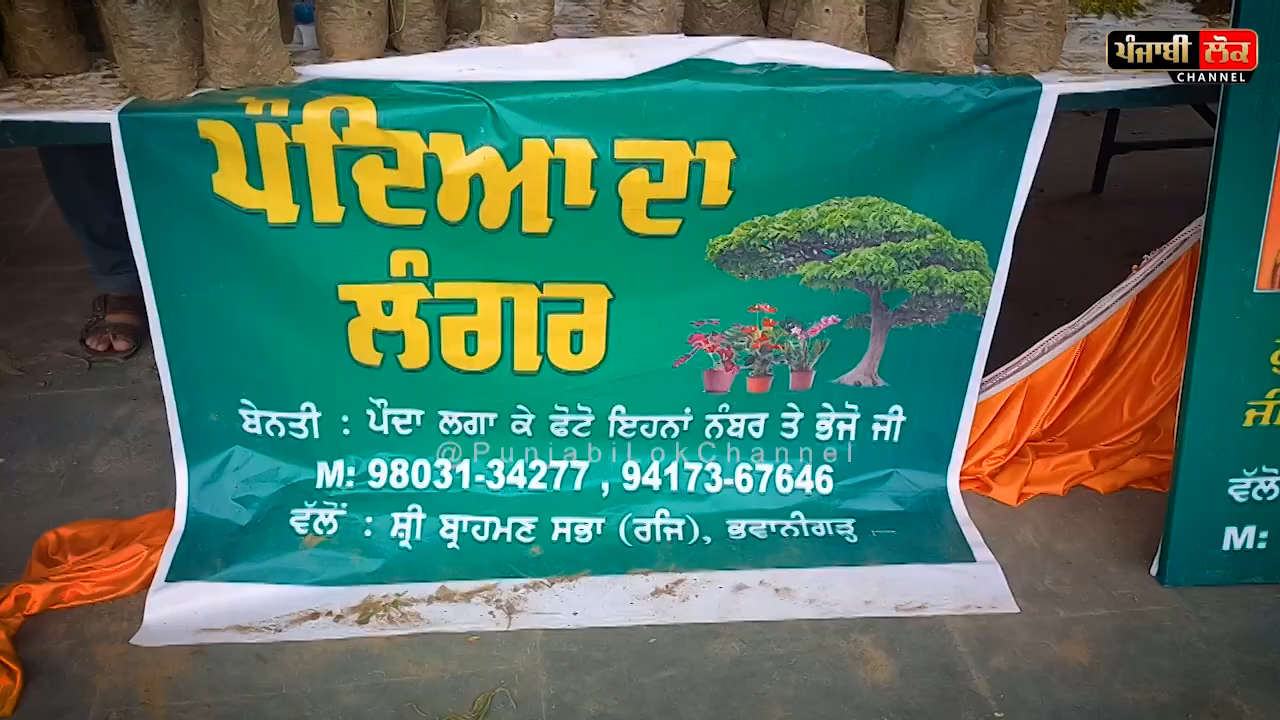 ਪੰਜਾਬੀ ਲੋਕ
CHANNEL
ਪੌਦਿਆ ਦਾ
ਲੰਗਰ
ਬੇਨਤੀ : ਪੌਦਾ ਲਗਾ ਕੇ ਫੋਟੋ ਇਹਨਾਂ ਨੰਬਰ ਤੇ ਭੇਜੋ ਜੀ
@PunjabiLokChannel
M: 98031-34277 , 94173-67646
ਵੱਲੋਂ : ਸ਼੍ਰੀ ਬ੍ਰਾਹਮਣ ਸਭਾ (ਰਜਿ), ਭਵਾਨੀਗੜ੍ਹ
M: